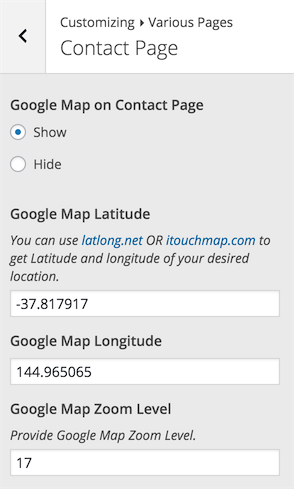 Customizing ▸ Various Pages
Contact Page
Google Map on Contact Page
Show
Hide
Google Map Latitude
You can use latlong.net OR itouchmap.com to
get Latitude and longitude of your desired
location.
-37.817917
Google Map Longitude
144.965065
Google Map Zoom Level
Provide Google Map Zoom Level.
17